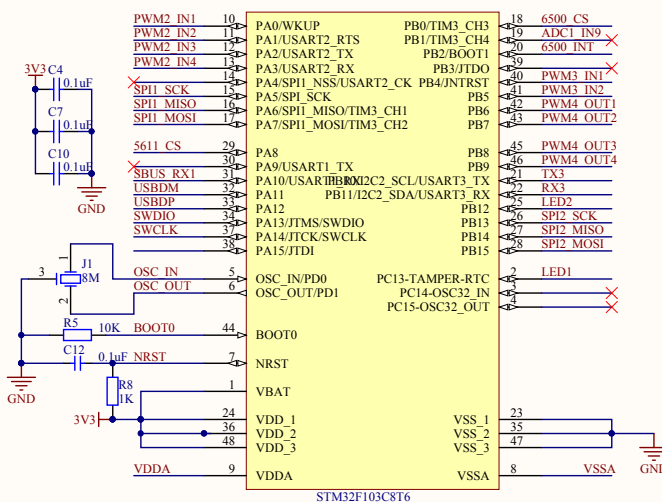 PWM2_IN1 10 PA0/WKUP PB0/TIM3_CH3 18 6500_CS
PWM2_IN2 11 PA1/USART2_RTS PB1/TIM3_CH4 19 ADC1_IN9
PWM2_IN3 12 PA2/USART2_TX PB2/BOOT1 20 6500_INT
PWM2_IN4 13 PA3/USART2_RX PB3/JTDO 39
14 PA4/SPI1_NSS/USART2_CK PB4/JNTRST 40 PWM3_IN1
SPI1_SCK 15 PA5/SPI_SCK PB5 41 PWM3_IN2
SPI1_MISO 16 PA6/SPI1_MISO/TIM3_CH1 PB6 42 PWM4_OUT1
SPI1_MOSI 17 PA7/SPI1_MOSI/TIM3_CH2 PB7 43 PWM4_OUT2
3V3 C4
0.1uF
C7
0.1uF
C10
0.1uF
GND
5611_CS 29 PA8 PB8 45 PWM4_OUT3
30 PA9/USART1_TX PB9 46 PWM4_OUT4
SBUS_RX1 31 PA10/USART1_RX PB10/I2C2_SCL/USART3_TX 21 TX3
USBDM 32 PA11 PB11/I2C2_SDA/USART3_RX 22 RX3
USBDP 33 PA12 PB12 25 LED2
SWDIO 34 PA13/JTMS/SWDIO PB13 26 SPI2_SCK
SWCLK 37 PA14/JTCK/SWCLK PB14 27 SPI2_MISO
38 PA15/JTDI PB15 28 SPI2_MOSI
J1
3 1 8M 2
OSC_IN 5 OSC_IN/PD0 PC13-TAMPER-RTC 2 LED1
OSC_OUT 6 OSC_OUT/PD1 PC14-OSC32_IN 3
PC15-OSC32_OUT 4
R5 10K BOOT0 44 BOOT0
C12 0.1uF NRST 7 NRST
GND
R8
1K
1 VBAT
3V3 24 VDD_1 VSS_1 23
36 VDD_2 VSS_2 35
48 VDD_3 VSS_3 47
GND
VDDA 9 VDDA VSSA 8 VSSA
STM32F103C8T6